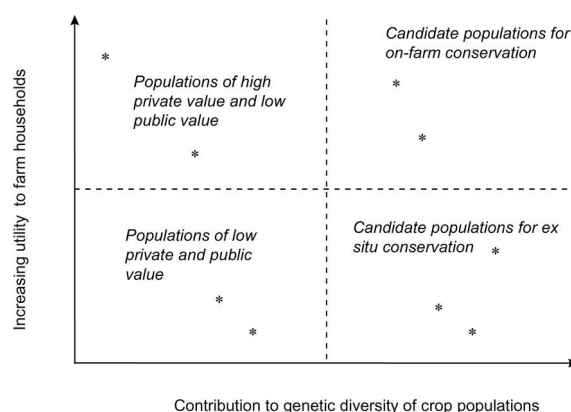 Candidate populations for
on-farm conservation
Populations of high
private value and low
public value
*
*
*
*
Populations of low
private and public
value
Candidate populations for ex
situ conservation
*
*
*
*
*
Increasing utility to farm households
Contribution to genetic diversity of crop populations